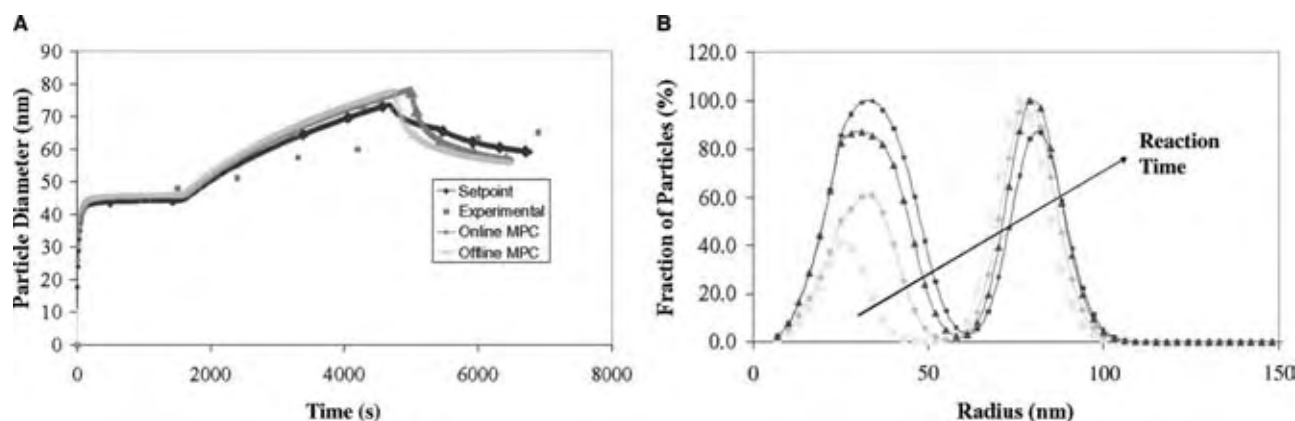 A
Particle Diameter (nm)
90
80
70
60
50
40
30
20
10
0
0 2000 4000 6000 8000
Time (s)
Setpoint
Experimental
Online MPC
Offline MPC
B
Fraction of Particles (%)
120.0
100.0
80.0
60.0
40.0
20.0
0.0
0 50 100 150
Radius (nm)
Reaction
Time